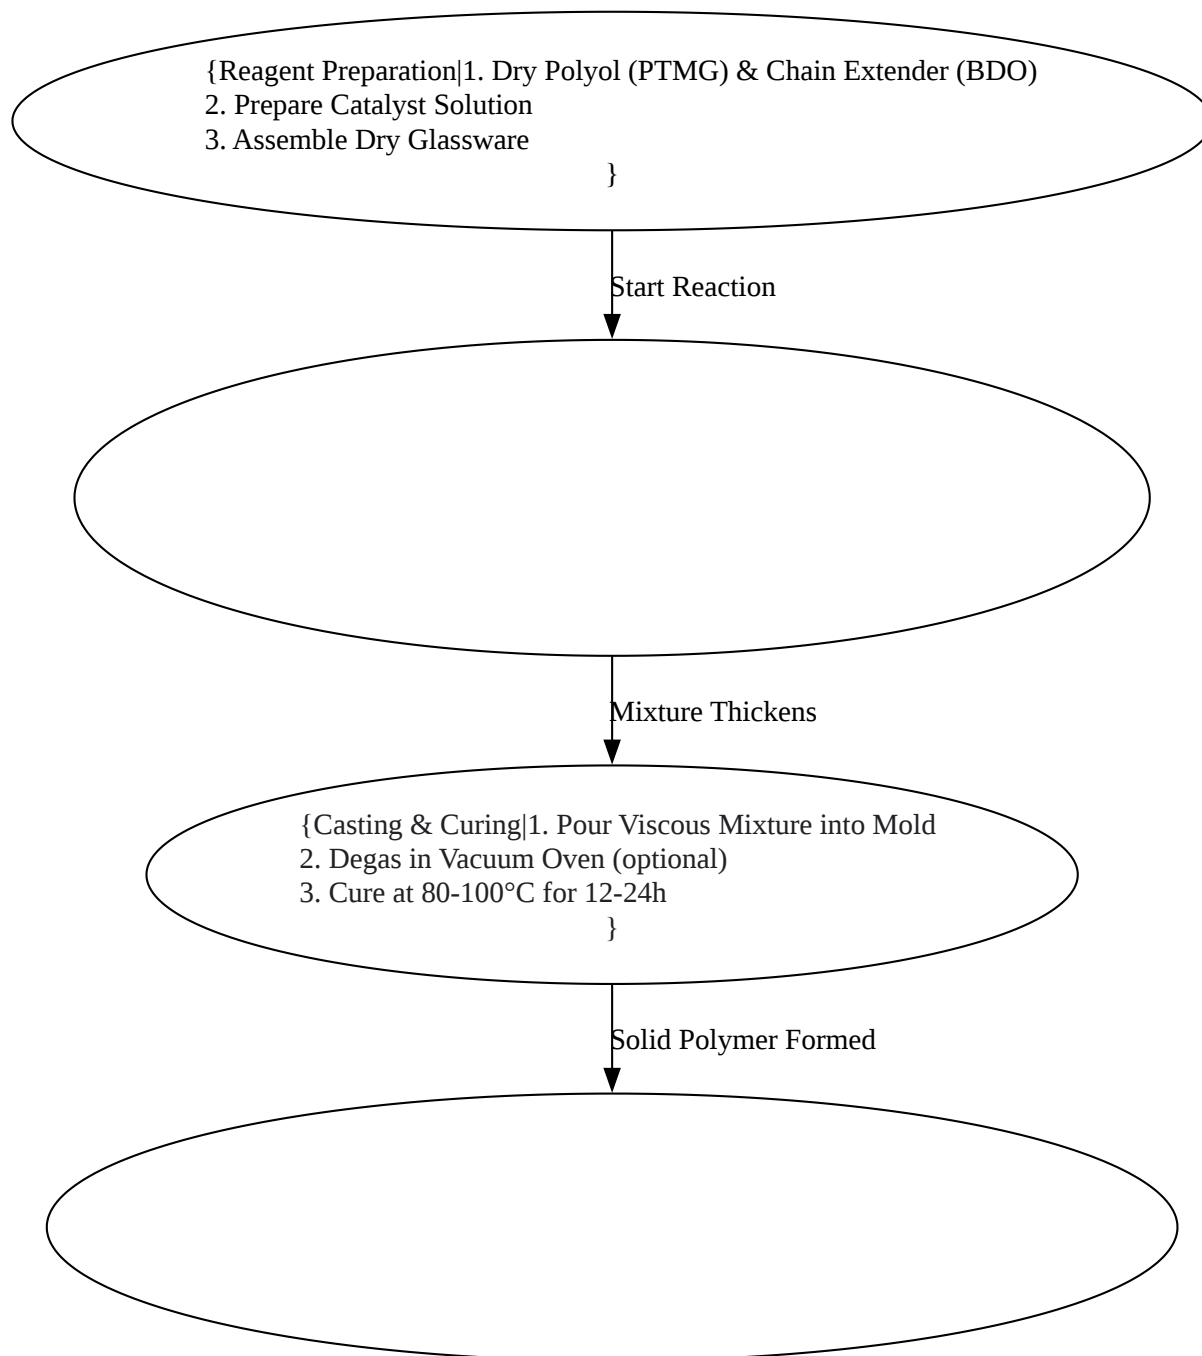 {Reagent Preparation|1. Dry Polyol (PTMG) & Chain Extender (BDO)
2. Prepare Catalyst Solution
3. Assemble Dry Glassware
}
Start Reaction
Mixture Thickens
{Casting & Curing|1. Pour Viscous Mixture into Mold
2. Degas in Vacuum Oven (optional)
3. Cure at 80-100°C for 12-24h
}
Solid Polymer Formed